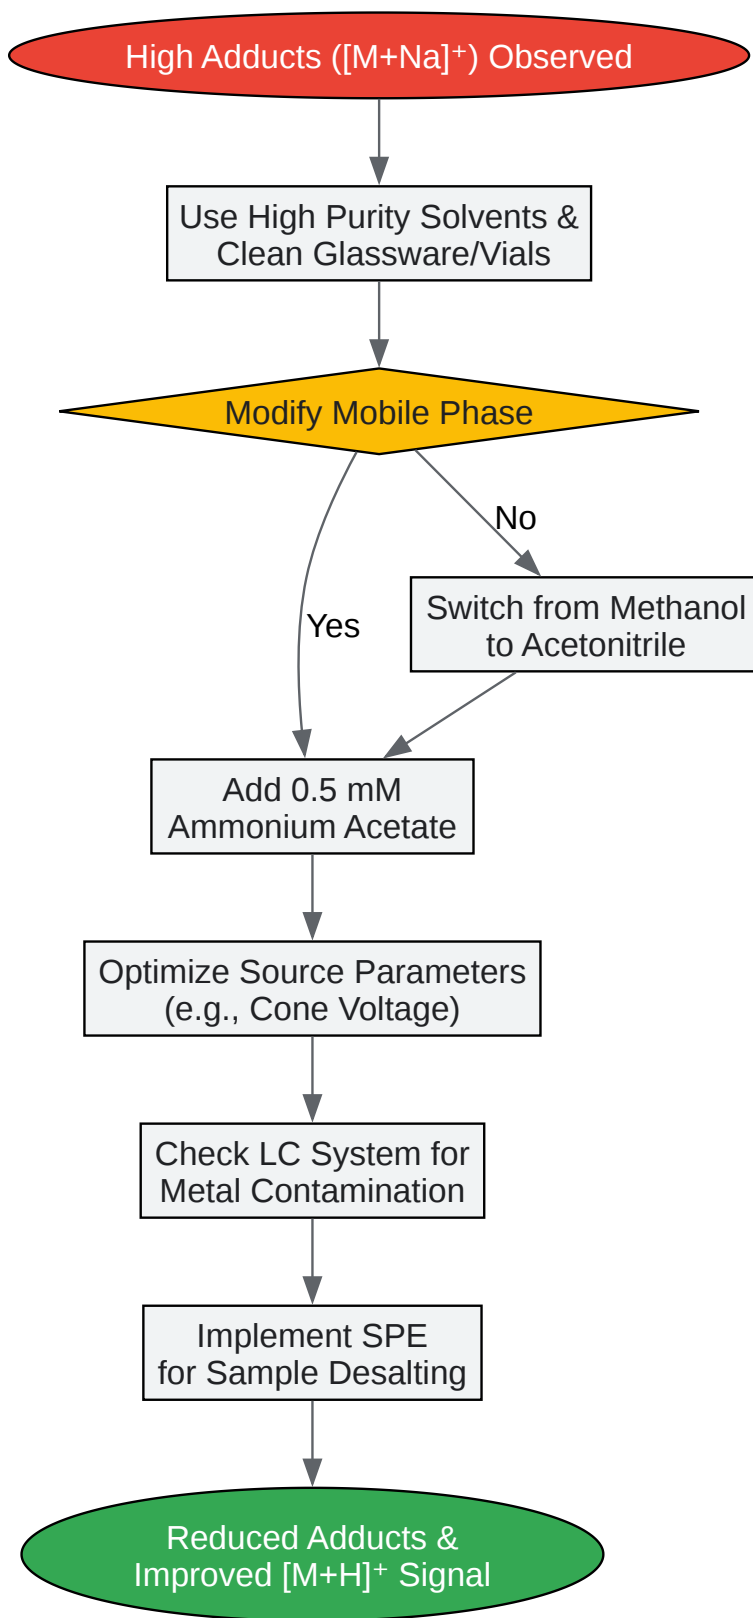 High Adducts ([M+Na]⁺) Observed
Use High Purity Solvents &
Clean Glassware/Vials
Modify Mobile Phase
No
Switch from Methanol
to Acetonitrile
Yes
Add 0.5 mM
Ammonium Acetate
Optimize Source Parameters
(e.g., Cone Voltage)
Check LC System for
Metal Contamination
Implement SPE
for Sample Desalting
Reduced Adducts &
Improved [M+H]⁺ Signal